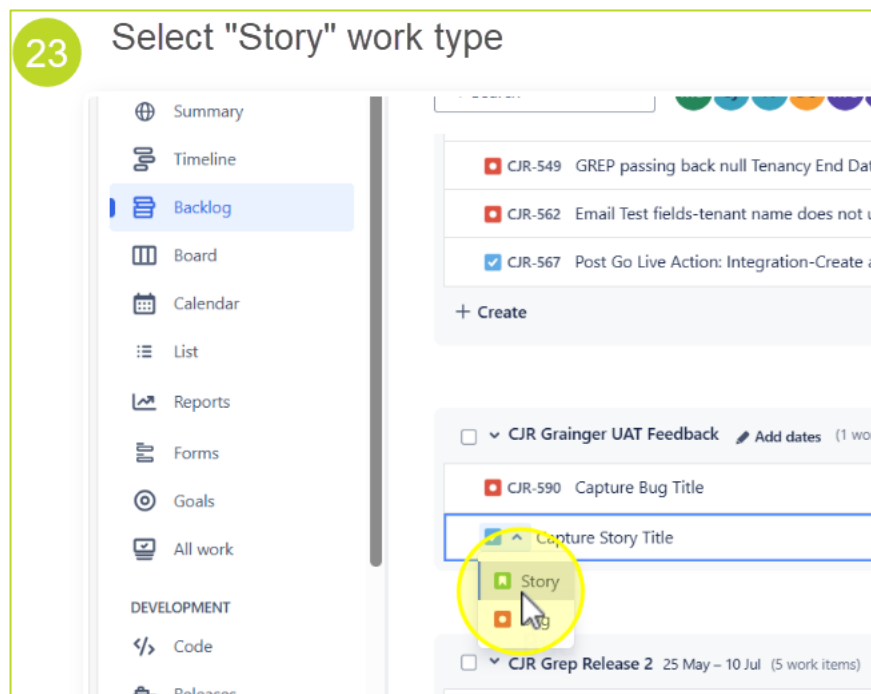 23 Select "Story" work type
Summary
Timeline
Backlog
Board
Calendar
List
Reports
Forms
Goals
All work
DEVELOPMENT
Code
Releases
CJR-549 GREP passing back null Tenancy End Dat
CJR-562 Email Test fields-tenant name does not u
CJR-567 Post Go Live Action: Integration-Create a
+ Create
CJR Grainger UAT Feedback Add dates (1 wor
CJR-590 Capture Bug Title
Capture Story Title
Story
CJR Grep Release 2 25 May – 10 Jul (5 work items)